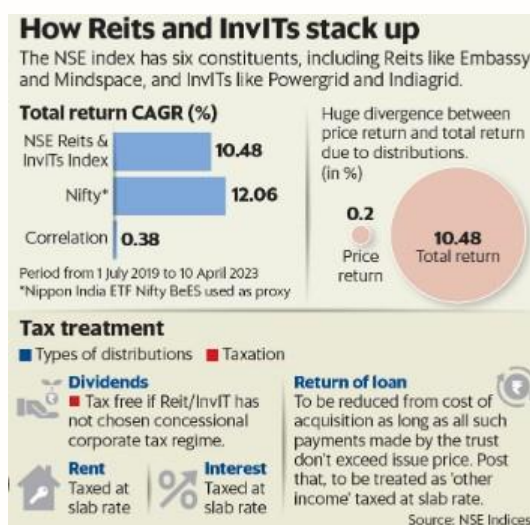 How Reits and InvITs stack up
The NSE index has six constituents, including Reits like Embassy
and Mindspace, and InvITs like Powergrid and Indiagrid.
Total return CAGR (%)
NSE Reits &
InvITs Index
10.48
Nifty*
12.06
Correlation
0.38
Period from 1 July 2019 to 10 April 2023
*Nippon India ETF Nifty BeES used as proxy
Huge divergence between
price return and total return
due to distributions.
(in %)
0.2
Price
return
10.48
Total return
Tax treatment
Types of distributions Taxation
Dividends
Tax free if Reit/InvIT has
not chosen concessional
corporate tax regime.
Rent
Taxed at
slab rate
%
Interest
Taxed at
slab rate
Return of loan
₹
To be reduced from cost of
acquisition as long as all such
payments made by the trust
don't exceed issue price. Post
that, to be treated as 'other
income' taxed at slab rate.
Source: NSE Indices